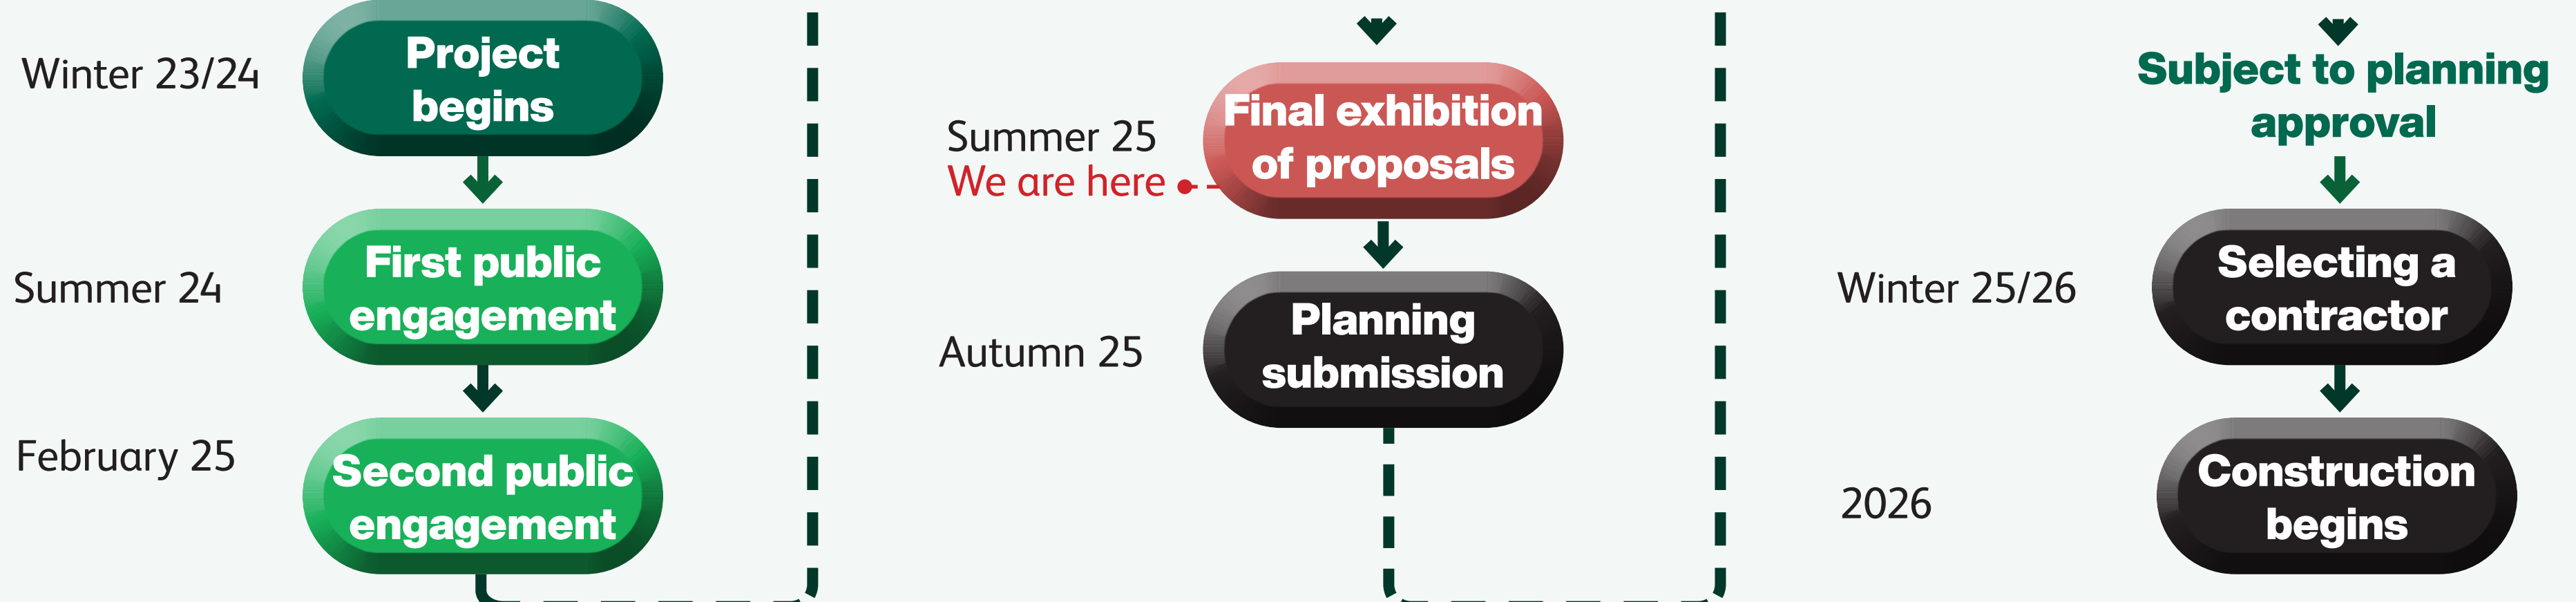 Winter 23/24
Project
begins
Summer 24
First public
engagement
February 25
Second public
engagement
Summer 25
We are here
Final exhibition
of proposals
Autumn 25
Planning
submission
Subject to planning
approval
Winter 25/26
Selecting a
contractor
2026
Construction
begins